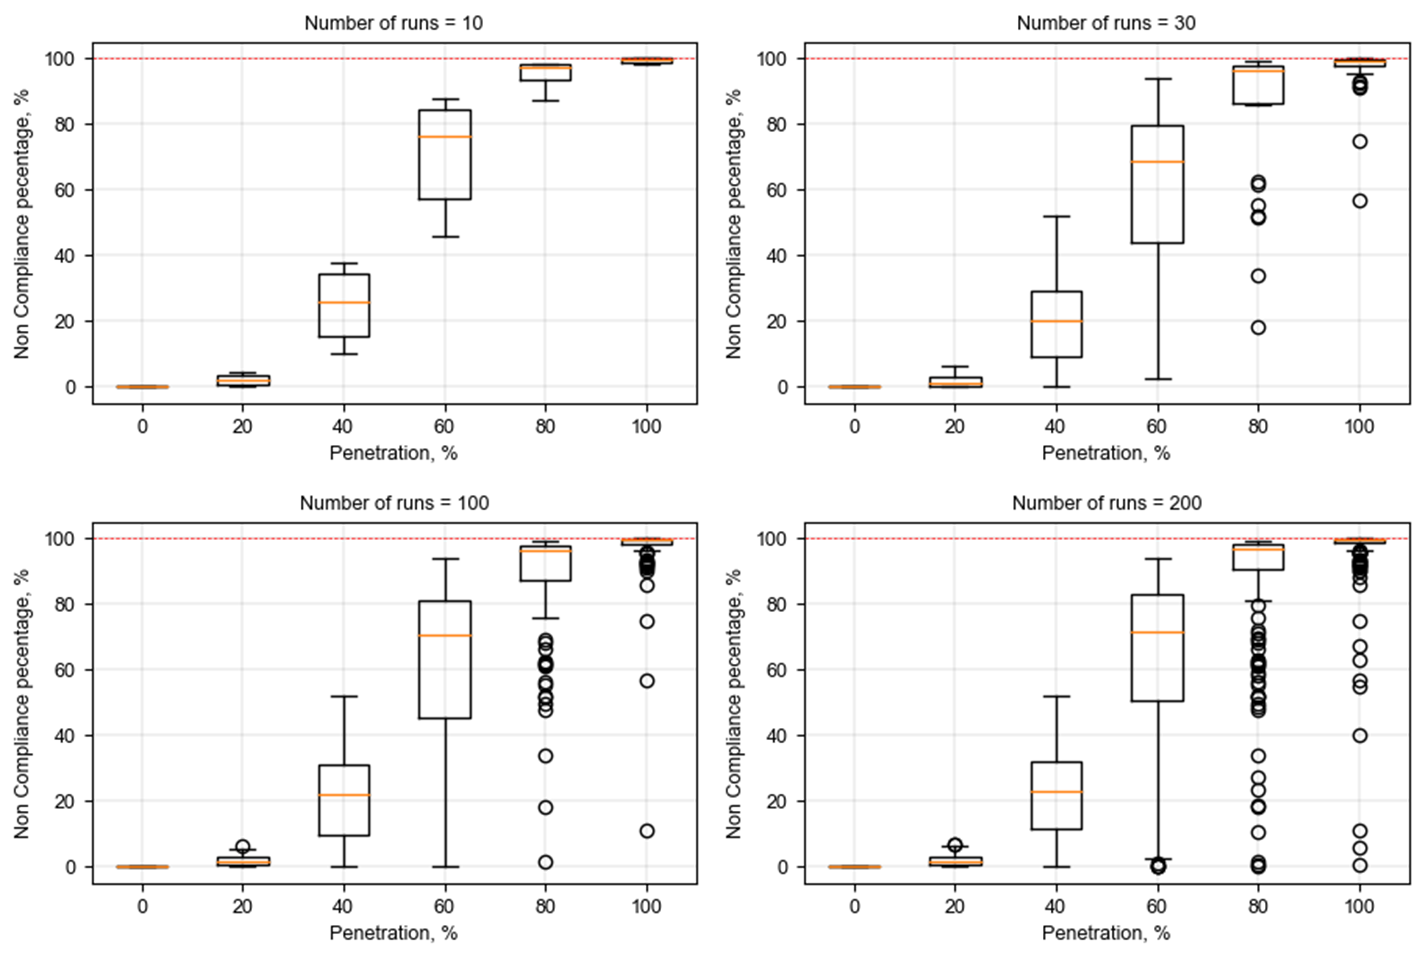 Number of runs = 10
Non Compliance pecentage, %
100
80
60
40
20
0
0 20 40 60 80 100
Penetration, %
Number of runs = 30
Non Compliance pecentage, %
100
80
60
40
20
0
0 20 40 60 80 100
Penetration, %
Number of runs = 100
Non Compliance pecentage, %
100
80
60
40
20
0
0 20 40 60 80 100
Penetration, %
Number of runs = 200
Non Compliance pecentage, %
100
80
60
40
20
0
0 20 40 60 80 100
Penetration, %